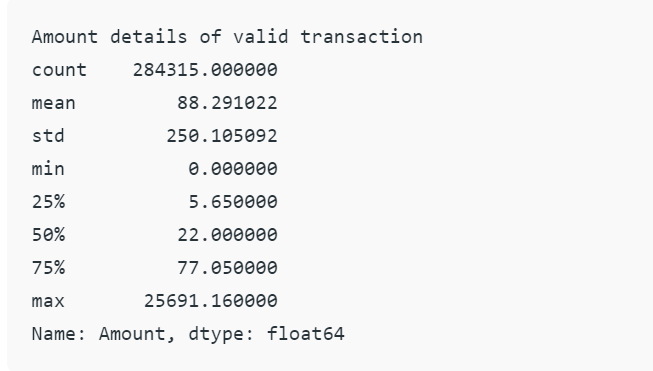 Amount details of valid transaction
count    284315.000000
mean         88.291022
std         250.105092
min           0.000000
25%           5.650000
50%          22.000000
75%          77.050000
max       25691.160000
Name: Amount, dtype: float64